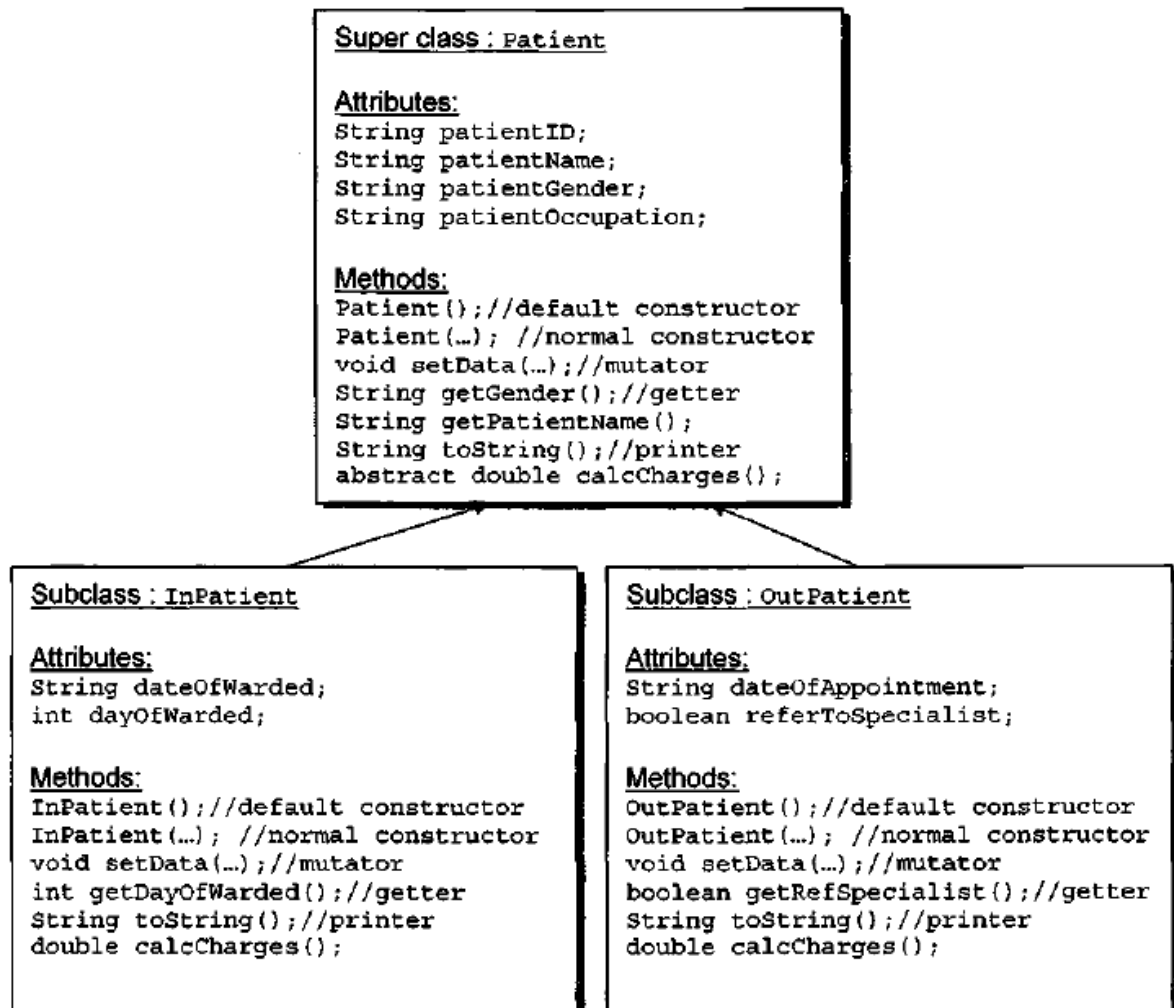 Super class : Patient
Attributes:
String patientID;
String patientName;
String patientGender;
String patientOccupation;
Methods:
Patient();//default constructor
Patient(…); //normal constructor
void setData(…);//mutator
String getGender();//getter
String getPatientName();
String toString();//printer
abstract double calcCharges();
Subclass : InPatient
Attributes:
String dateOfWarded;
int dayOfWarded;
Methods:
InPatient();//default constructor
InPatient(…); //normal constructor
void setData(…);//mutator
int getDayOfWarded();//getter
String toString();//printer
double calcCharges();
Subclass : OutPatient
Attributes:
String dateOfAppointment;
boolean referToSpecialist;
Methods:
OutPatient();//default constructor
OutPatient(…); //normal constructor
void setData(…);//mutator
boolean getRefSpecialist();//getter
String toString();//printer
double calcCharges();